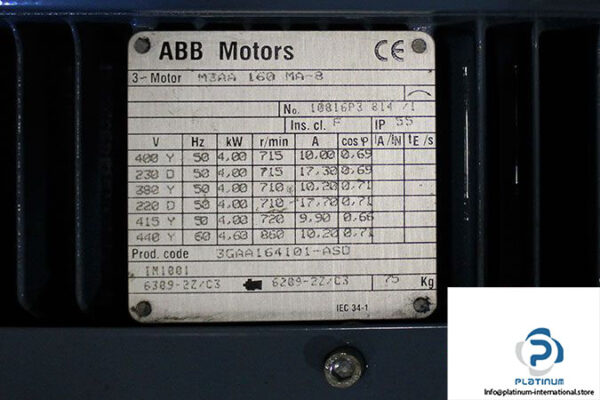 ABB Motors CE
3~Motor M3AA 160 MA-8
No. 10816P3 814 /1
Ins. cl. F IP 55
V Hz kW r/min A cos φ IA/IN tE/s
400 Y 50 4,00 715 10,00 0,69
230 D 50 4,00 715 17,30 0,69
380 Y 50 4,00 710 10,20 0,71
220 D 50 4,00 710 17,70 0,71
415 Y 50 4,00 720 9,90 0,66
440 Y 60 4,60 860 10,20 0,71
Prod. code 3GAA164101-ASD
IM1001
6309-2Z/C3 6209-2Z/C3 75 Kg
IEC 34-1
PLATINUM
Info@platinum-international.store